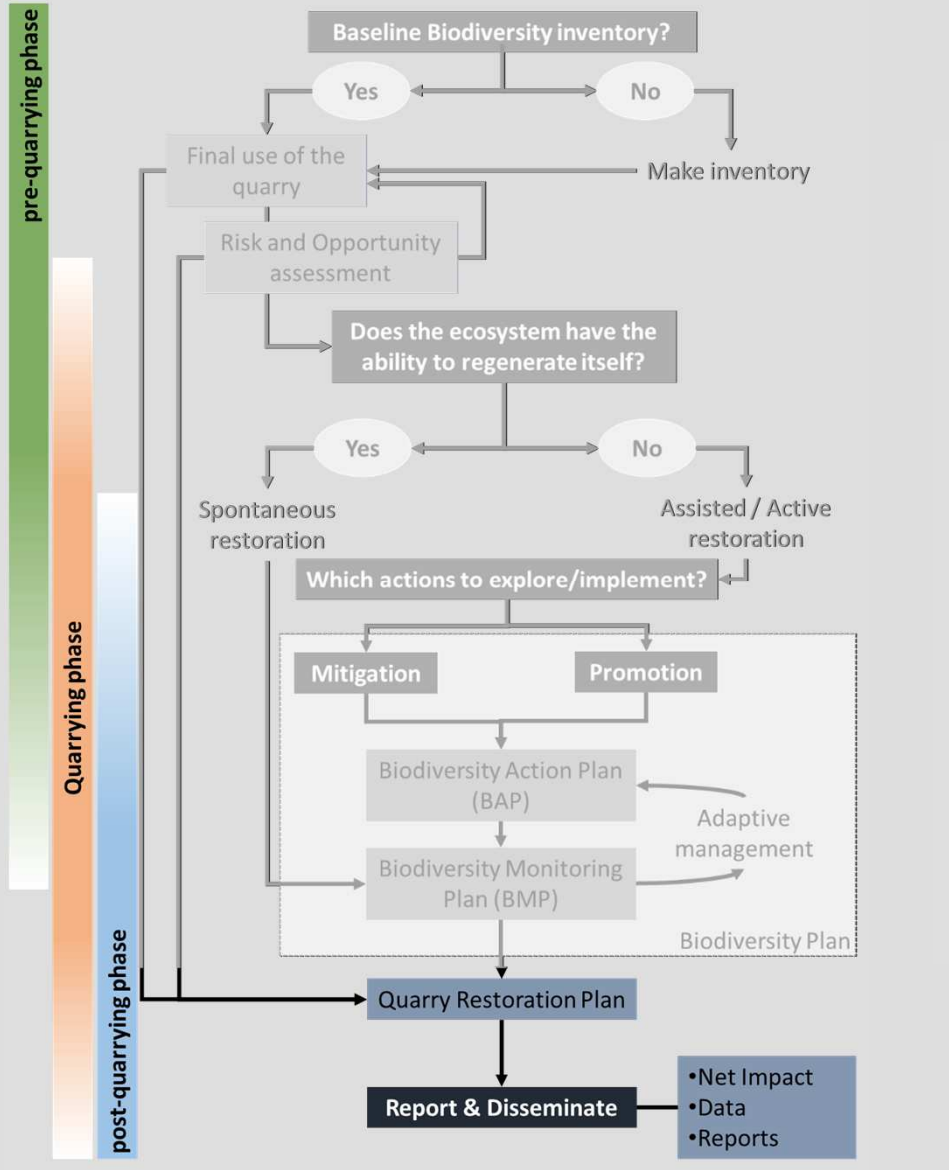 pre-quarrying phase
Quarrying phase
post-quarrying phase
Baseline Biodiversity inventory?
Yes
No
Final use of the
quarry
Make inventory
Risk and Opportunity
assessment
Does the ecosystem have the
ability to regenerate itself?
Yes
No
Spontaneous
restoration
Assisted / Active
restoration
Which actions to explore/implement?
Mitigation
Promotion
Biodiversity Action Plan
(BAP)
Adaptive
management
Biodiversity Monitoring
Plan (BMP)
Biodiversity Plan
Quarry Restoration Plan
Report & Disseminate
•Net Impact
•Data
•Reports